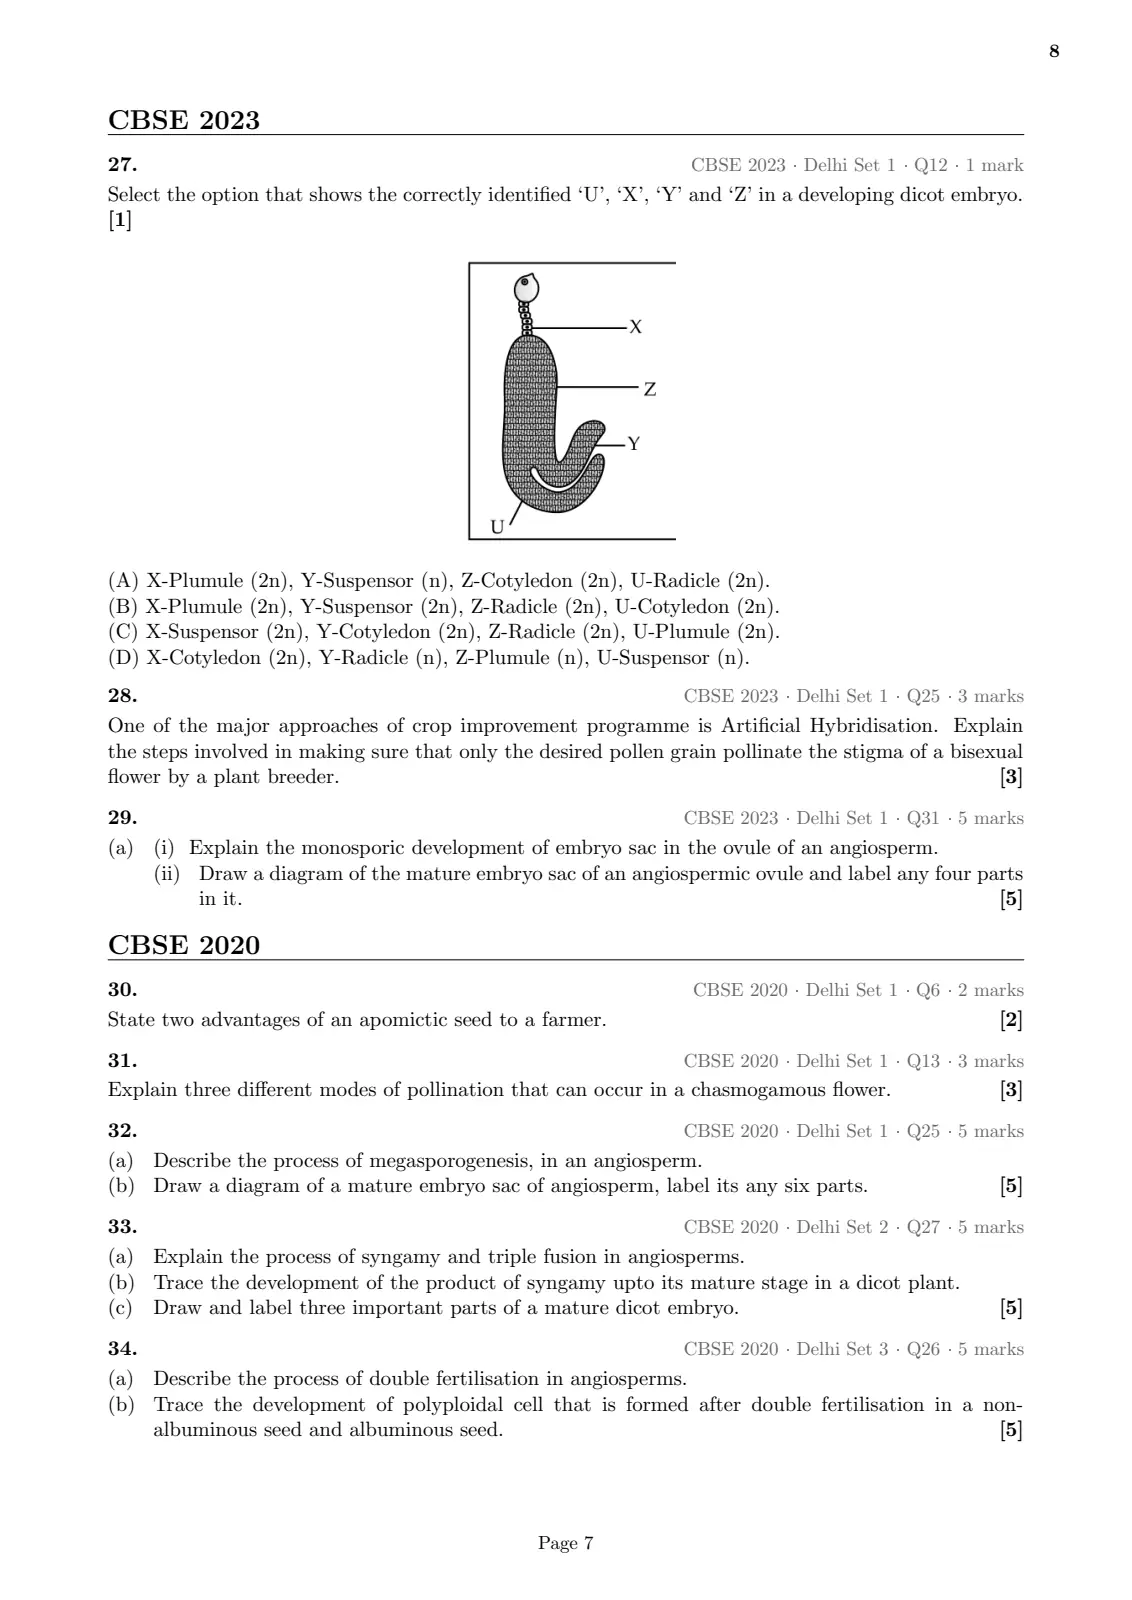 8
CBSE 2023
27. CBSE 2023 · Delhi Set 1 · Q12 · 1 mark
Select the option that shows the correctly identified ‘U’, ‘X’, ‘Y’ and ‘Z’ in a developing dicot embryo.
[1]
X
Z
Y
U
(A) X-Plumule (2n), Y-Suspensor (n), Z-Cotyledon (2n), U-Radicle (2n).
(B) X-Plumule (2n), Y-Suspensor (2n), Z-Radicle (2n), U-Cotyledon (2n).
(C) X-Suspensor (2n), Y-Cotyledon (2n), Z-Radicle (2n), U-Plumule (2n).
(D) X-Cotyledon (2n), Y-Radicle (n), Z-Plumule (n), U-Suspensor (n).
28. CBSE 2023 · Delhi Set 1 · Q25 · 3 marks
One of the major approaches of crop improvement programme is Artificial Hybridisation. Explain
the steps involved in making sure that only the desired pollen grain pollinate the stigma of a bisexual
flower by a plant breeder. [3]
29. CBSE 2023 · Delhi Set 1 · Q31 · 5 marks
(a) (i) Explain the monosporic development of embryo sac in the ovule of an angiosperm.
(ii) Draw a diagram of the mature embryo sac of an angiospermic ovule and label any four parts
in it. [5]
CBSE 2020
30. CBSE 2020 · Delhi Set 1 · Q6 · 2 marks
State two advantages of an apomictic seed to a farmer. [2]
31. CBSE 2020 · Delhi Set 1 · Q13 · 3 marks
Explain three different modes of pollination that can occur in a chasmogamous flower. [3]
32. CBSE 2020 · Delhi Set 1 · Q25 · 5 marks
(a) Describe the process of megasporogenesis, in an angiosperm.
(b) Draw a diagram of a mature embryo sac of angiosperm, label its any six parts. [5]
33. CBSE 2020 · Delhi Set 2 · Q27 · 5 marks
(a) Explain the process of syngamy and triple fusion in angiosperms.
(b) Trace the development of the product of syngamy upto its mature stage in a dicot plant.
(c) Draw and label three important parts of a mature dicot embryo. [5]
34. CBSE 2020 · Delhi Set 3 · Q26 · 5 marks
(a) Describe the process of double fertilisation in angiosperms.
(b) Trace the development of polyploidal cell that is formed after double fertilisation in a non-
albuminous seed and albuminous seed. [5]
Page 7